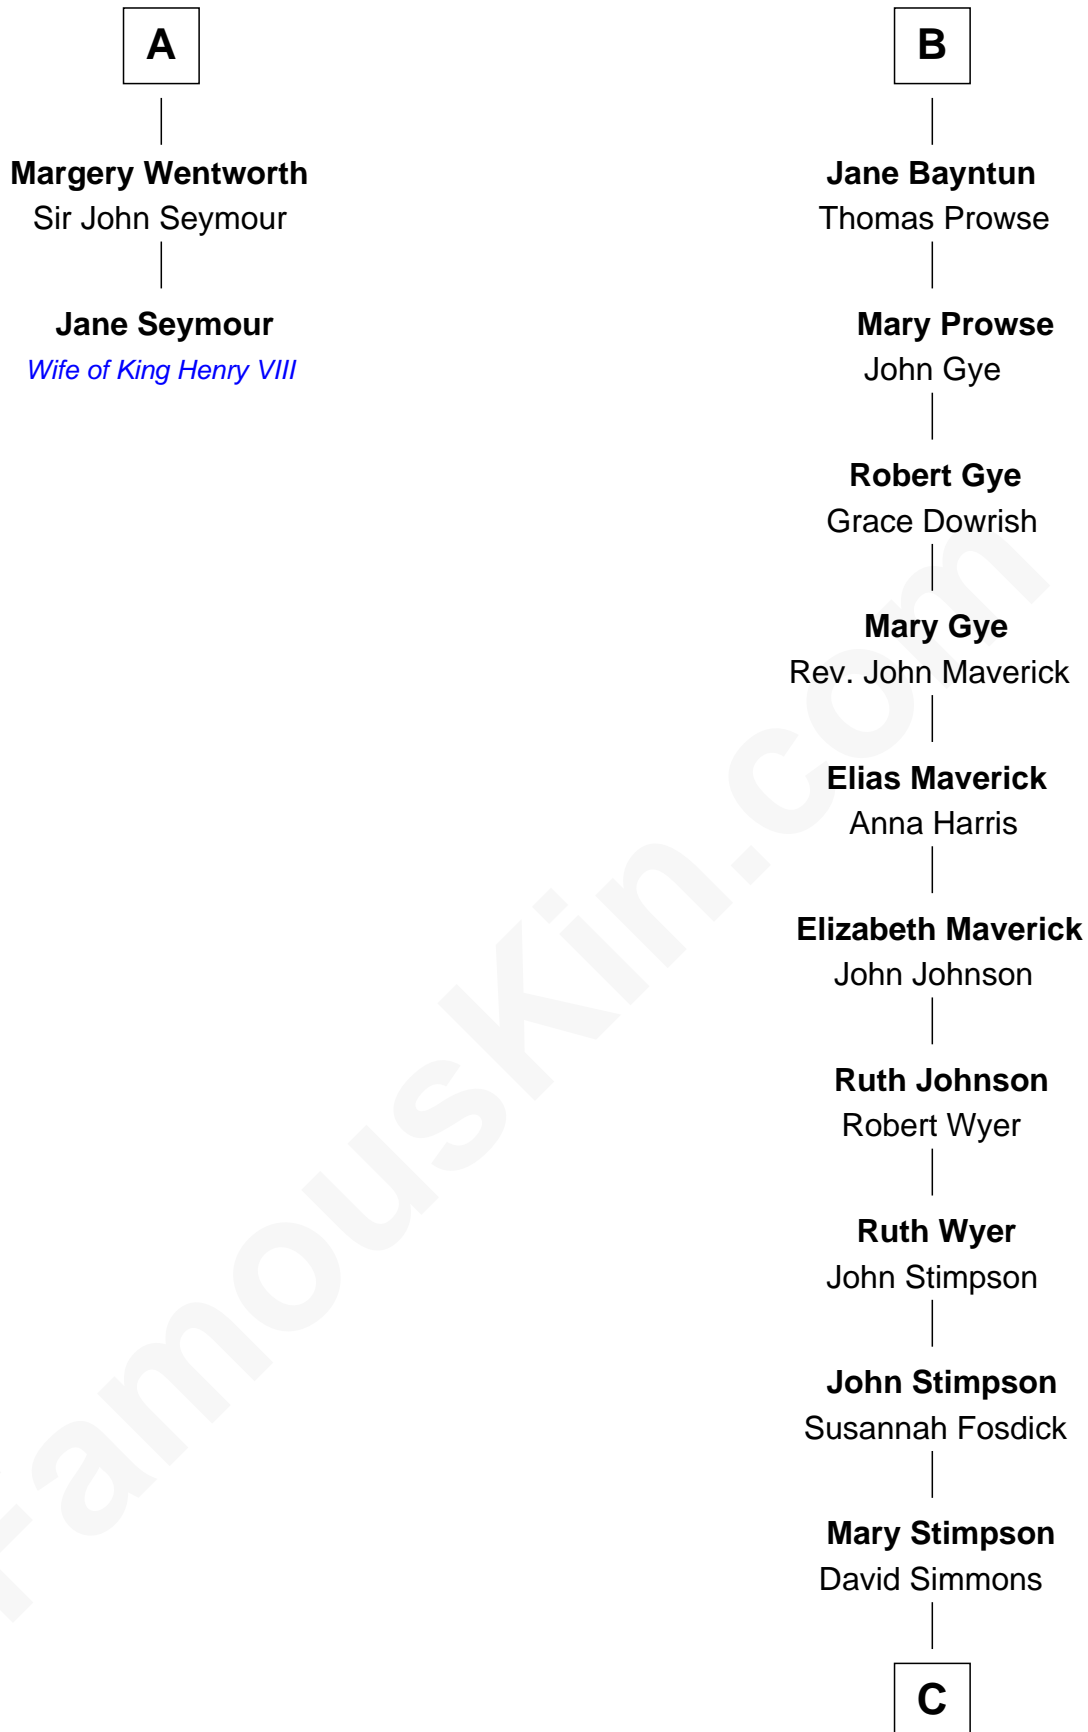 A
Margery Wentworth
Sir John Seymour
Jane Seymour
Wife of King Henry VIII
B
Jane Bayntun
Thomas Prowse
Mary Prowse
John Gye
Robert Gye
Grace Dowrish
Mary Gye
Rev. John Maverick
Elias Maverick
Anna Harris
Elizabeth Maverick
John Johnson
Ruth Johnson
Robert Wyer
Ruth Wyer
John Stimpson
John Stimpson
Susannah Fosdick
Mary Stimpson
David Simmons
C
FamousKin.com